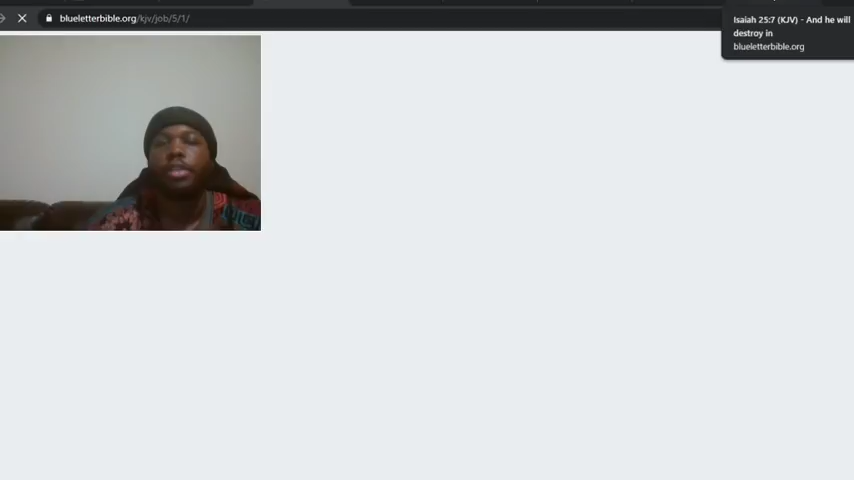 blueletterbible.org/kjv/job/5/1/
Isaiah 25:7 (KJV) - And he will
destroy in
blueletterbible.org